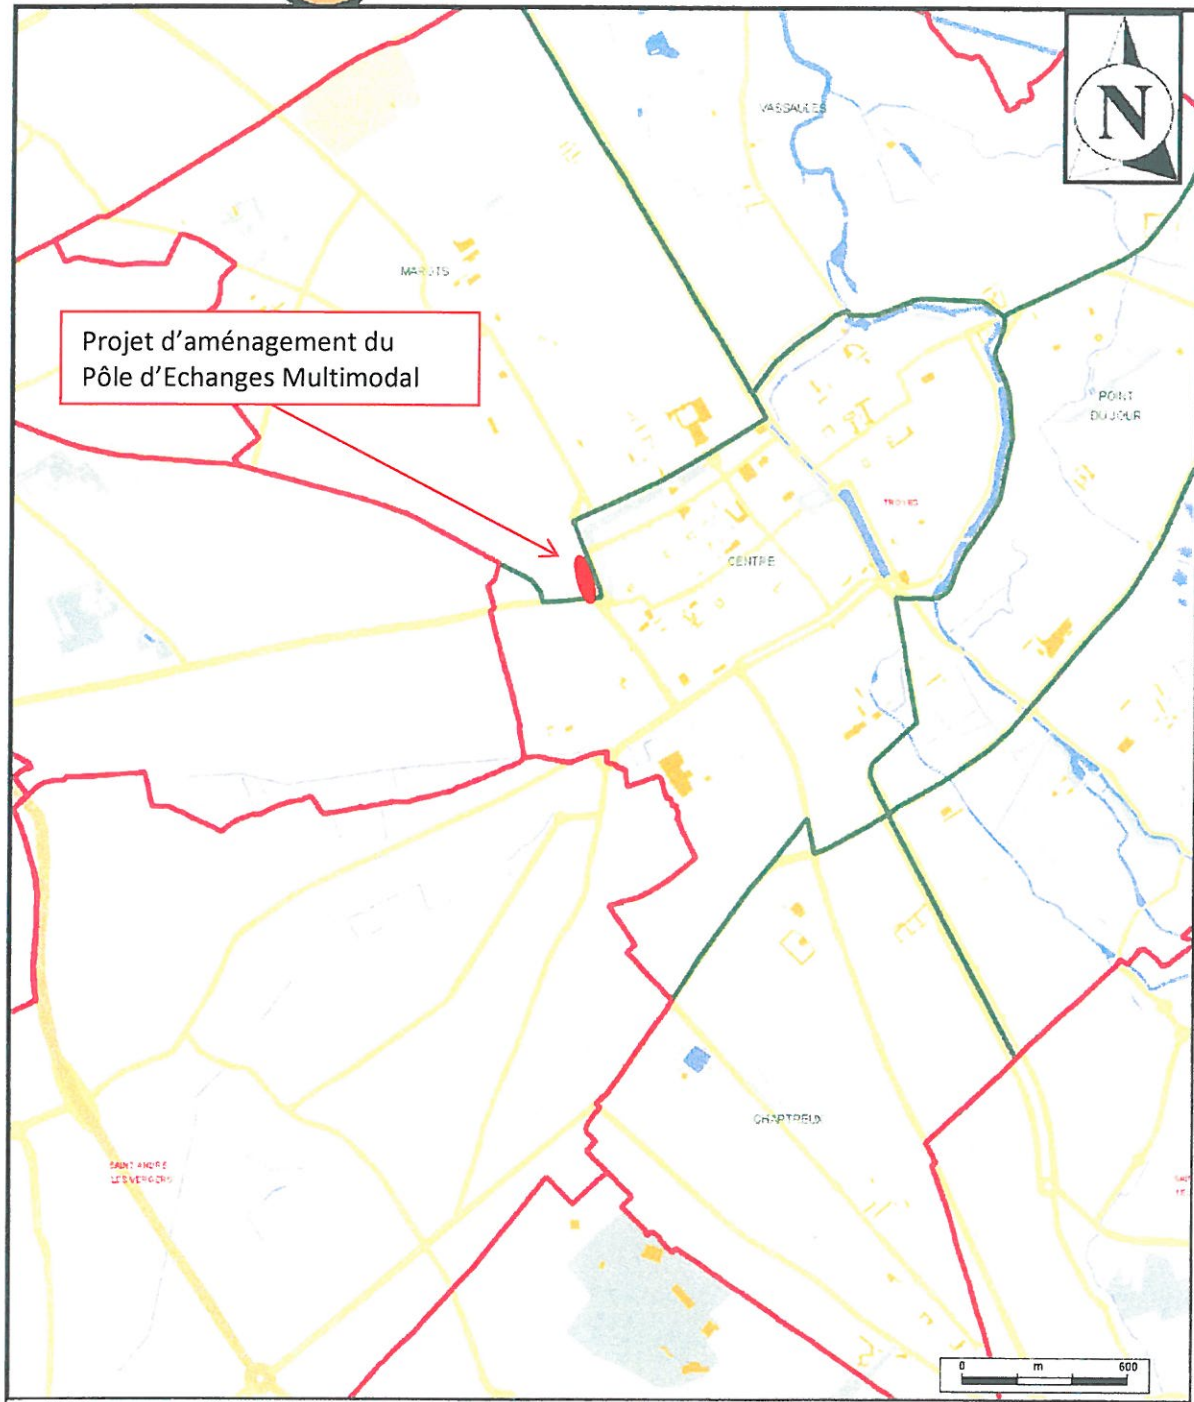 N
VASSAULES
MAROTS
Projet d’aménagement du
Pôle d’Echanges Multimodal
POINT
DU JOUR
TROYES
CENTRE
CHARTREUX
SAINT ANDRE
LES VERGERS
0 m 600